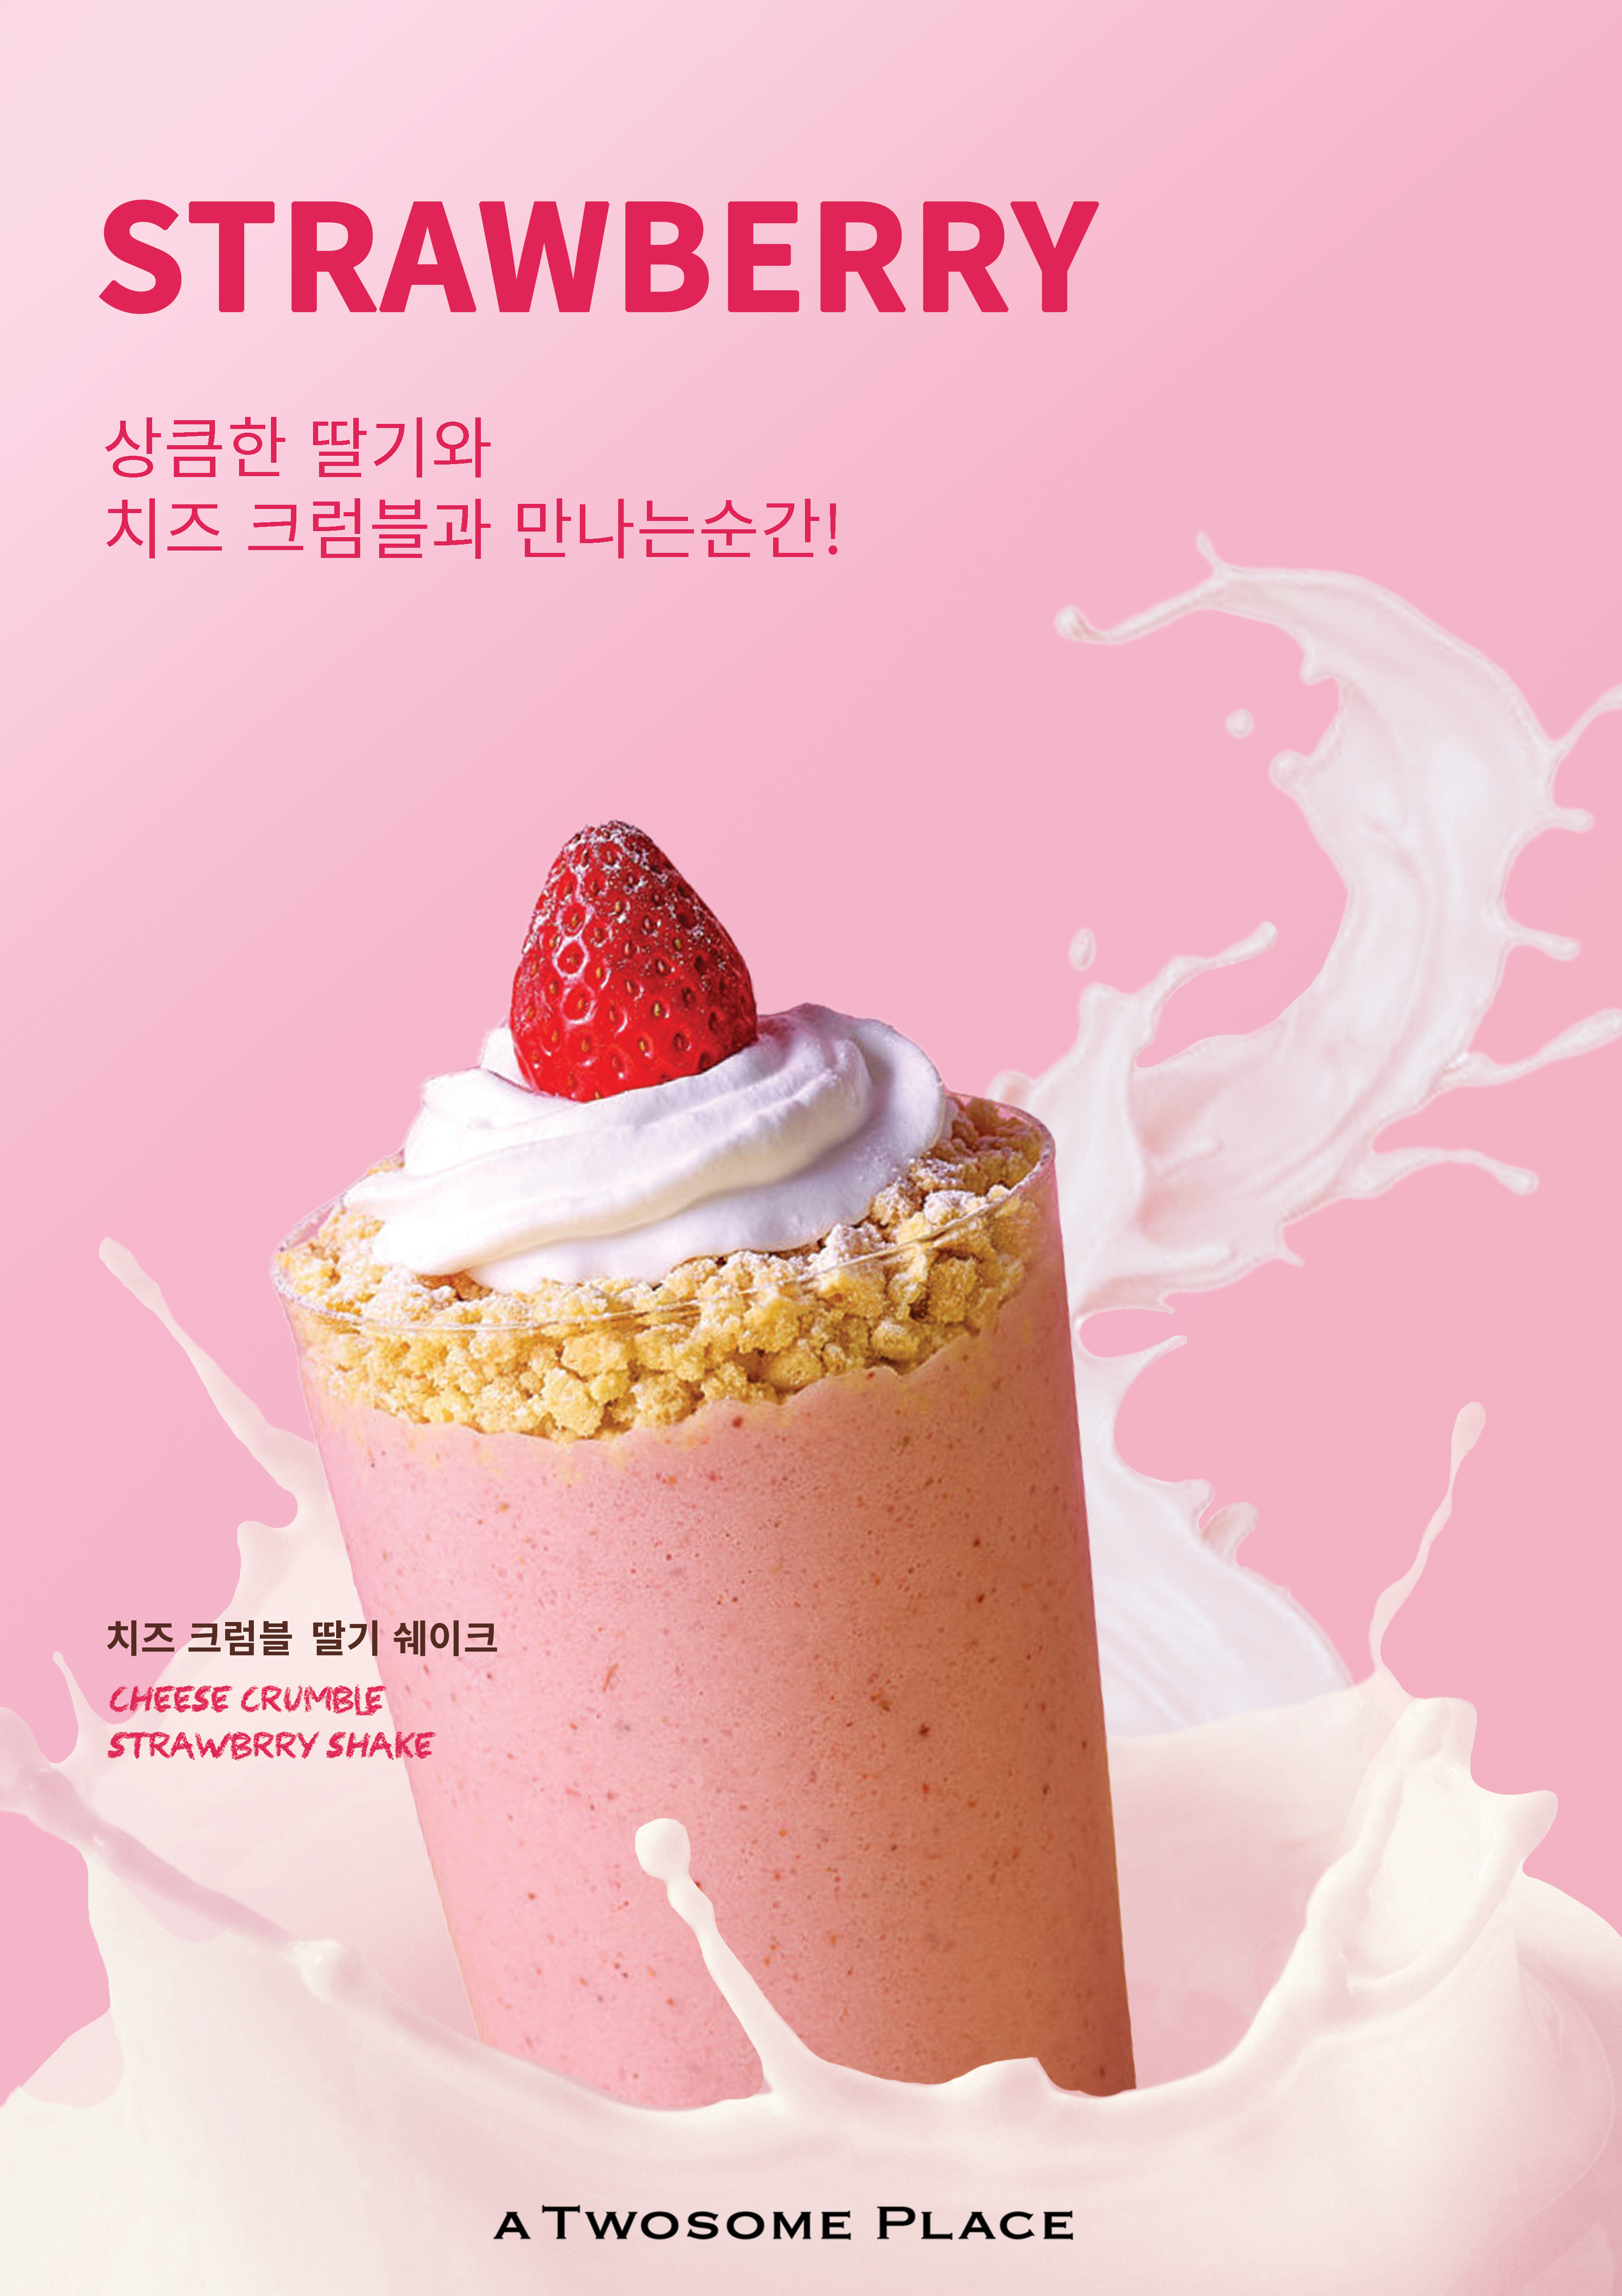 STRAWBERRY
상큼한 딸기와
치즈 크럼블과 만나는순간!
치즈 크럼블 딸기 쉐이크
CHEESE CRUMBLE
STRAWBRRY SHAKE
A TWOSOME PLACE